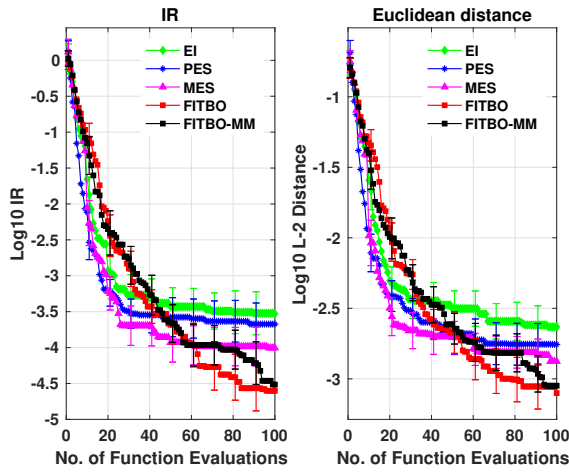 IR
EI
PES
MES
FITBO
FITBO-MM
Log10 IR
0
-0.5
-1
-1.5
-2
-2.5
-3
-3.5
-4
-4.5
-5
0 20 40 60 80 100
No. of Function Evaluations
Euclidean distance
EI
PES
MES
FITBO
FITBO-MM
Log10 L-2 Distance
-1
-1.5
-2
-2.5
-3
0 20 40 60 80 100
No. of Function Evaluations